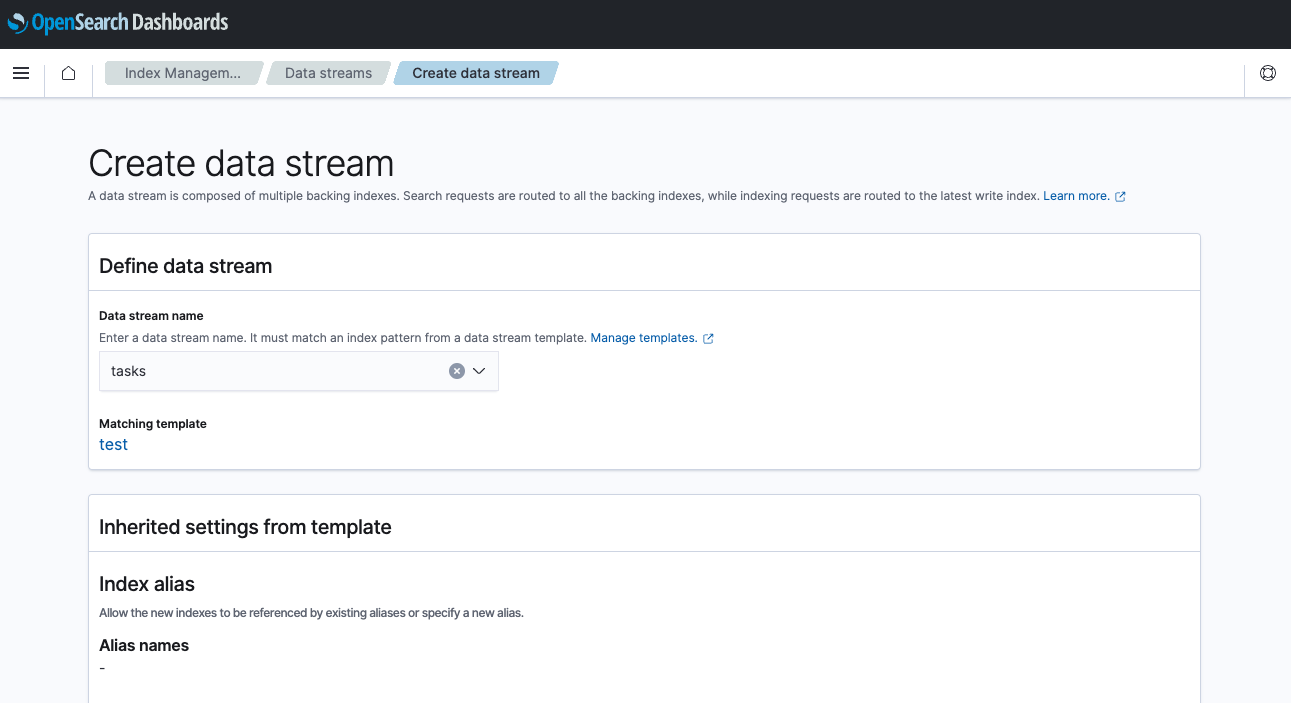 OpenSearch Dashboards
Index Managem... Data streams Create data stream
Create data stream
A data stream is composed of multiple backing indexes. Search requests are routed to all the backing indexes, while indexing requests are routed to the latest write index. Learn more.
Define data stream
Data stream name
Enter a data stream name. It must match an index pattern from a data stream template. Manage templates.
tasks
Matching template
test
Inherited settings from template
Index alias
Allow the new indexes to be referenced by existing aliases or specify a new alias.
Alias names
-